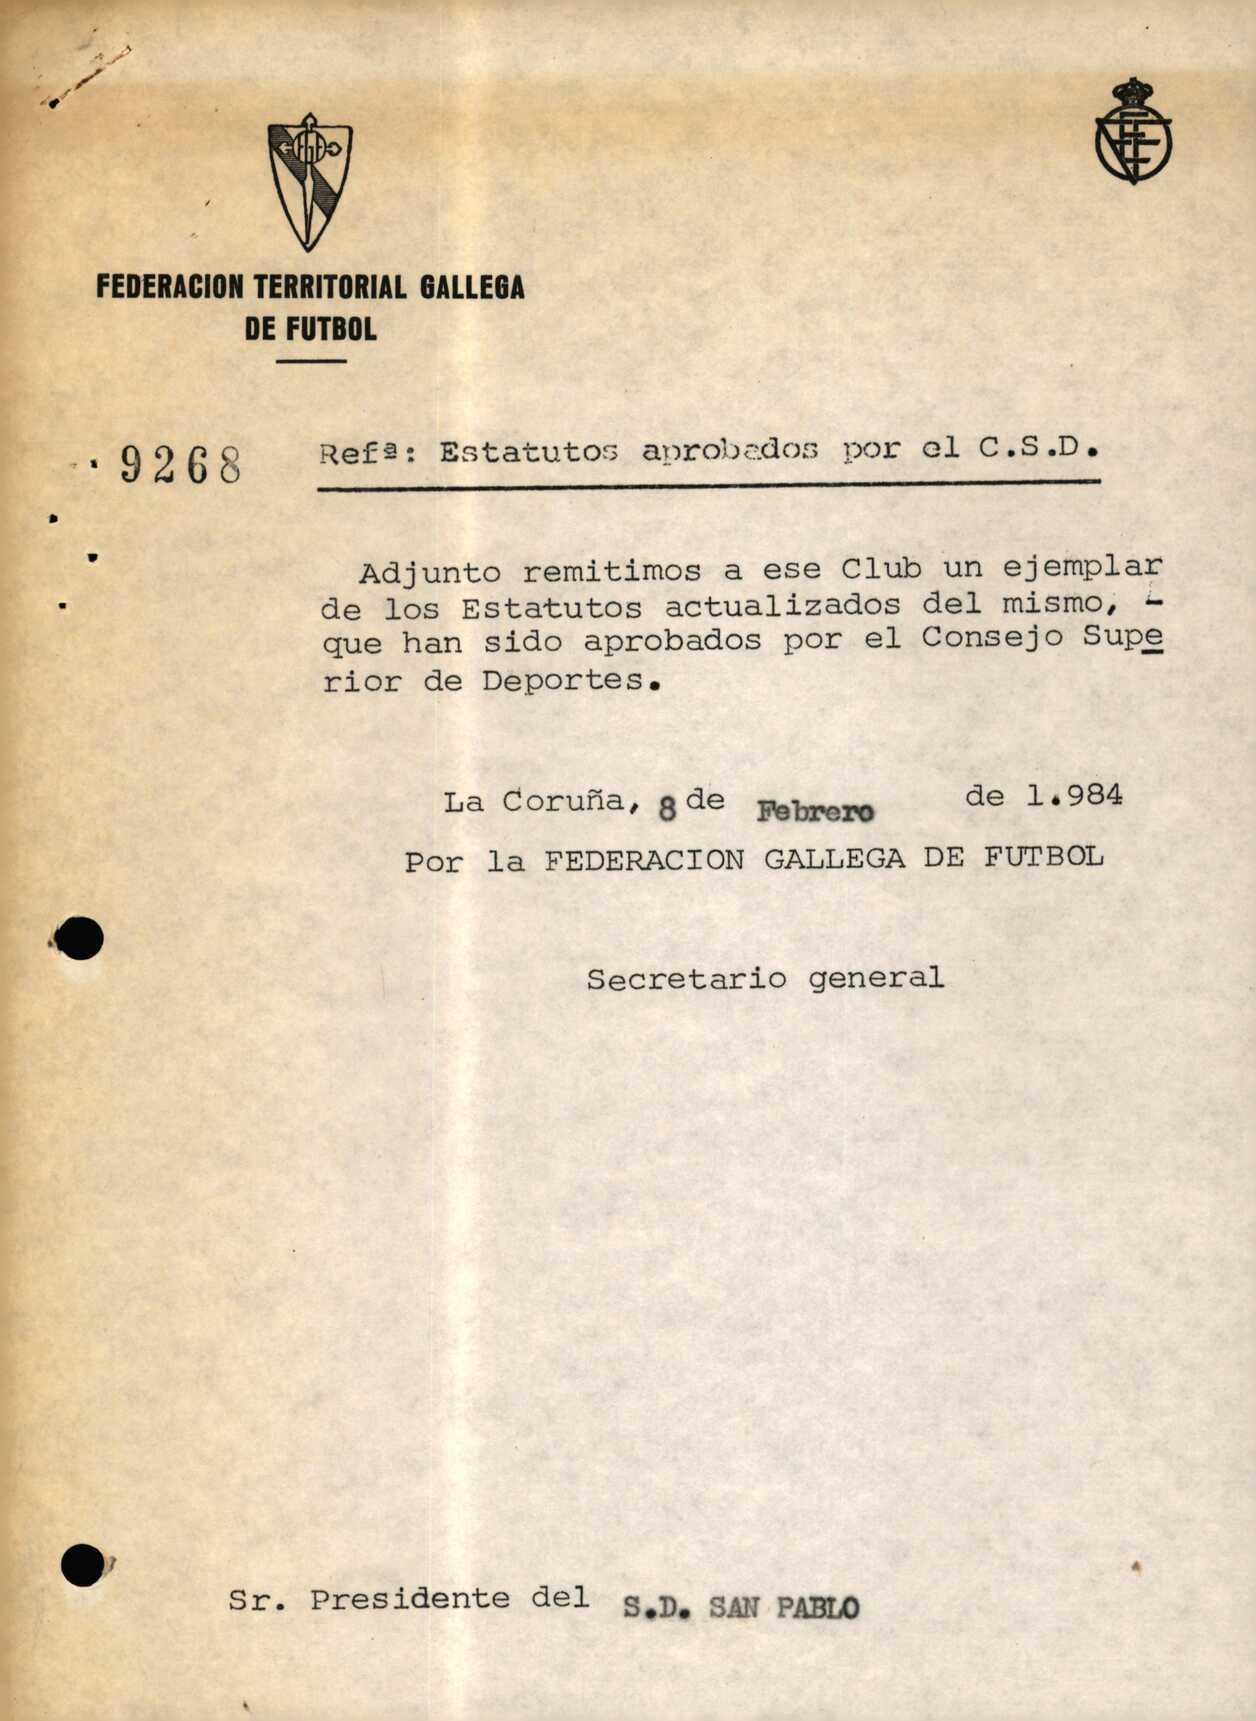 FGF
FEDERACION TERRITORIAL GALLEGA
DE FUTBOL
9268
Refª: Estatutos aprobados por el C.S.D.
Adjunto remitimos a ese Club un ejemplar
de los Estatutos actualizados del mismo, -
que han sido aprobados por el Consejo Supe
rior de Deportes.
La Coruña, 8 de Febrero de 1.984
Por la FEDERACION GALLEGA DE FUTBOL
Secretario general
Sr. Presidente del S.D. SAN PABLO